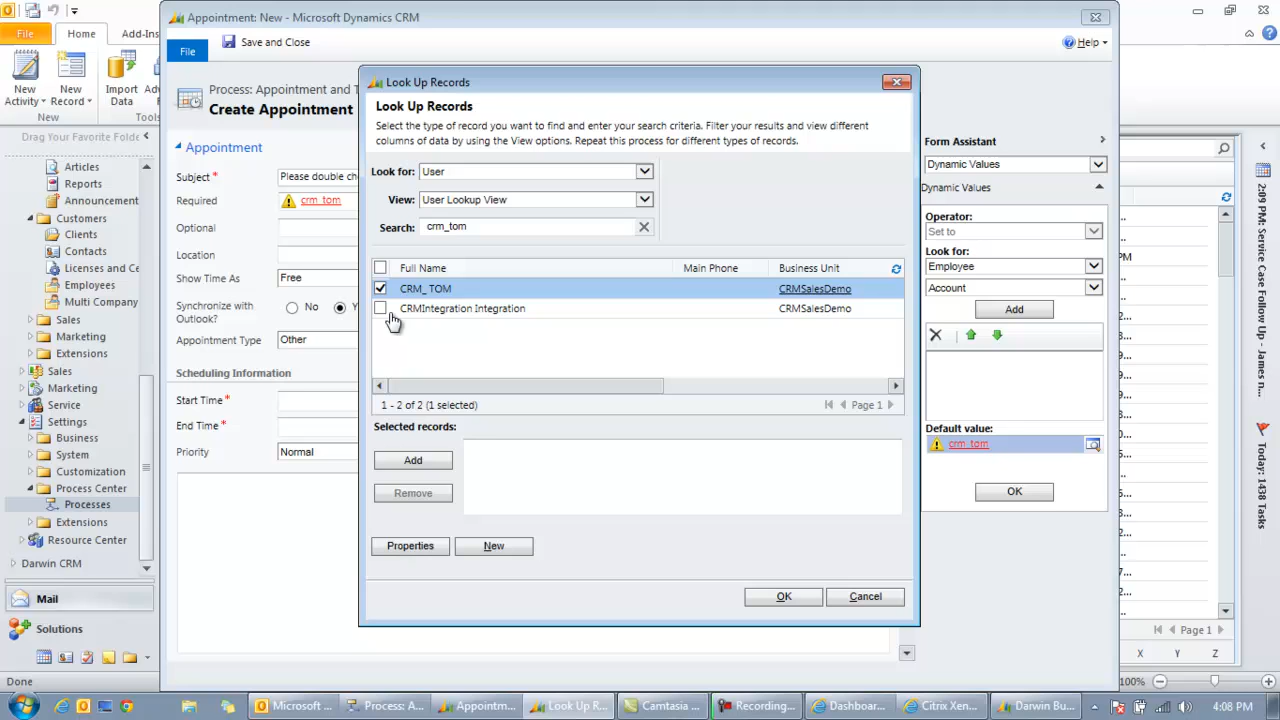 Appointment: New - Microsoft Dynamics CRM
File
Home
Add-Ins
File
Save and Close
Help
New
Activity
New
Record
Import
Data
New
Tools
Process: Appointment and T
Create Appointment
Drag Your Favorite Folde
Articles
Reports
Announcement
Customers
Clients
Contacts
Licenses and Ce
Employees
Multi Company
Sales
Marketing
Extensions
Sales
Marketing
Service
Settings
Business
System
Customization
Process Center
Processes
Extensions
Resource Center
Darwin CRM
Mail
Solutions
Done
Appointment
Subject*
Please double ch
Required
crm_tom
Optional
Location
Show Time As
Free
Synchronize with
Outlook?
No
Y
Appointment Type
Other
Scheduling Information
Start Time*
End Time*
Priority
Normal
Look Up Records
Look Up Records
Select the type of record you want to find and enter your search criteria. Filter your results and view different
columns of data by using the View options. Repeat this process for different types of records.
Look for:
User
View:
User Lookup View
Search:
crm_tom
Full Name
Main Phone
Business Unit
CRM_ TOM
CRMSalesDemo
CRMIntegration Integration
CRMSalesDemo
1 - 2 of 2 (1 selected)
Page 1
Selected records:
Add
Remove
Properties
New
OK
Cancel
Form Assistant
Dynamic Values
Dynamic Values
Operator:
Set to
Look for:
Employee
Account
Add
Default value:
crm_tom
OK
PM
Page 1
X Y Z
2:09 PM: Service Case Follow Up - James n...
Today: 1438 Tasks
100%
Microsoft ...
Process: A...
Appointm...
Look Up R...
Camtasia ...
Recording...
Dashboar...
Citrix Xen...
Darwin Bu...
4:08 PM